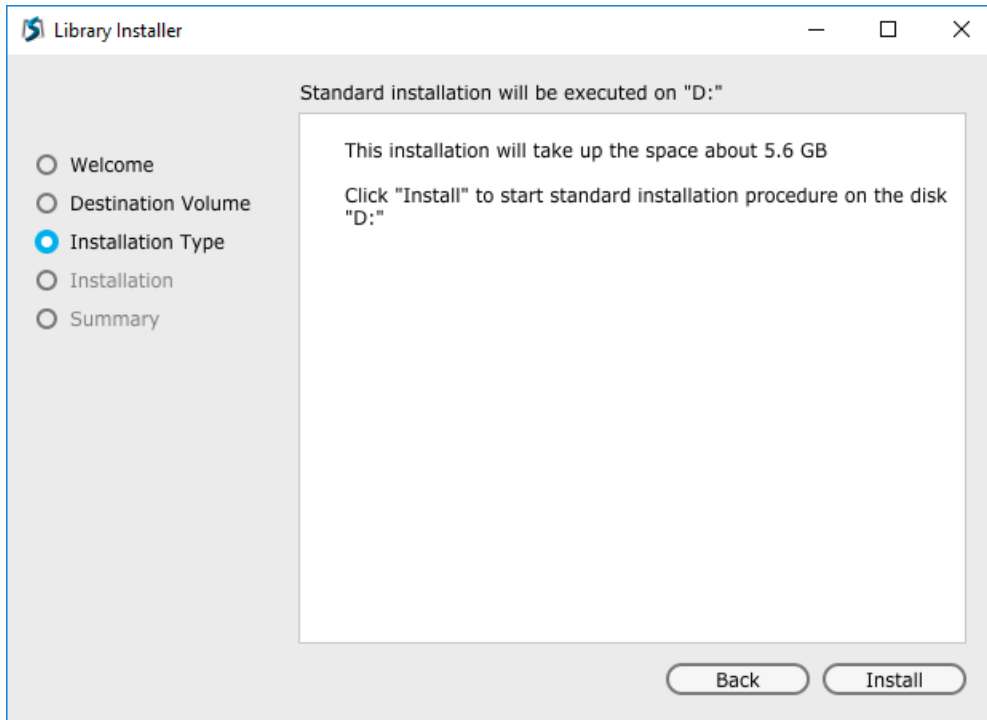 Library Installer
Standard installation will be executed on "D:"
Welcome
Destination Volume
Installation Type
Installation
Summary
This installation will take up the space about 5.6 GB
Click "Install" to start standard installation procedure on the disk
"D:"
Back
Install